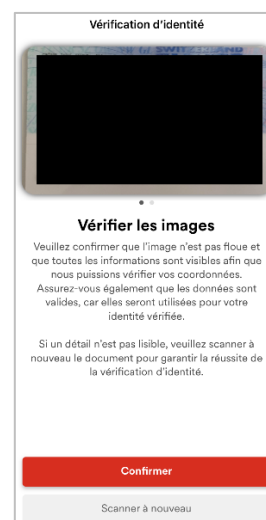 Vérification d'identité
SWITZERLAND
Vérifier les images
Veuillez confirmer que l'image n'est pas floue et
que toutes les informations sont visibles afin que
nous puissions vérifier vos coordonnées.
Assurez-vous également que les données sont
valides, car elles seront utilisées pour votre
identité vérifiée.
Si un détail n'est pas lisible, veuillez scanner à
nouveau le document pour garantir la réussite de
la vérification d'identité.
Confirmer
Scanner à nouveau